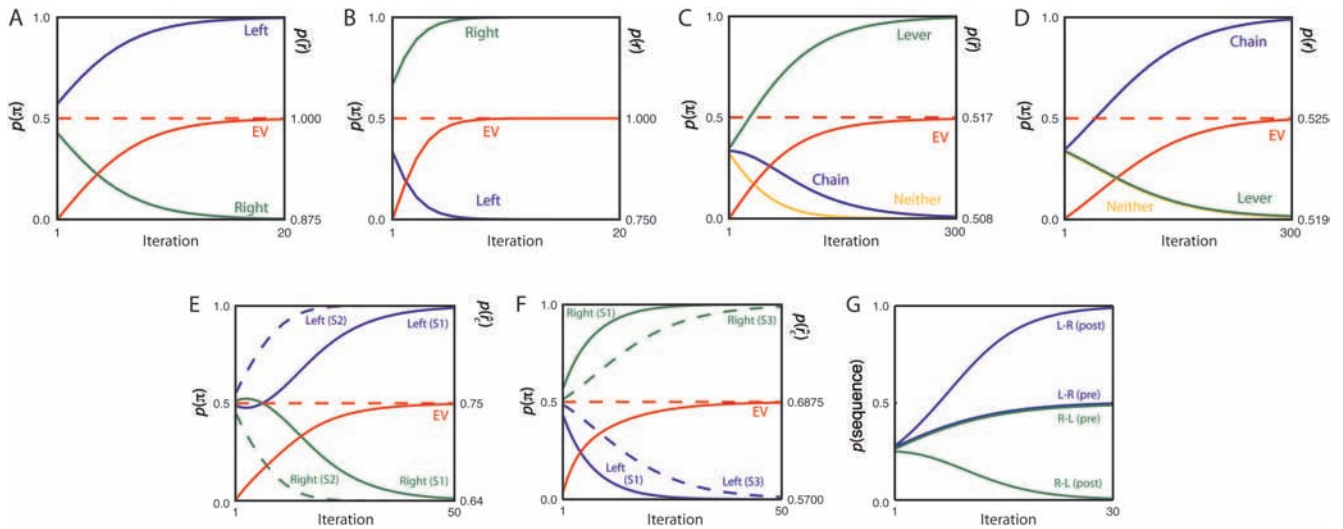 A
1.0
0.5
0.0
p(π)
Left
EV
Right
p(r̂)
1.000
0.875
1
Iteration
20
B
1.0
0.5
0.0
p(π)
Right
EV
Left
p(r̂)
1.000
0.750
1
Iteration
20
C
1.0
0.5
0.0
p(π)
Lever
EV
Chain
Neither
p(r̂)
0.517
0.508
1
Iteration
300
D
1.0
0.5
0.0
p(π)
Chain
EV
Lever
Neither
p(r̂)
0.5254
0.5190
1
Iteration
300
E
1.0
0.5
0.0
p(π)
Left (S2)
Left (S1)
EV
Right (S2)
Right (S1)
p(r̂c)
0.75
0.64
1
Iteration
50
F
1.0
0.5
0.0
p(π)
Right (S1)
Right (S3)
EV
Left
(S1)
Left (S3)
p(r̂c)
0.6875
0.5700
1
Iteration
50
G
1.0
0.5
0.0
p(sequence)
L-R (post)
L-R (pre)
R-L (pre)
R-L (post)
1
Iteration
30